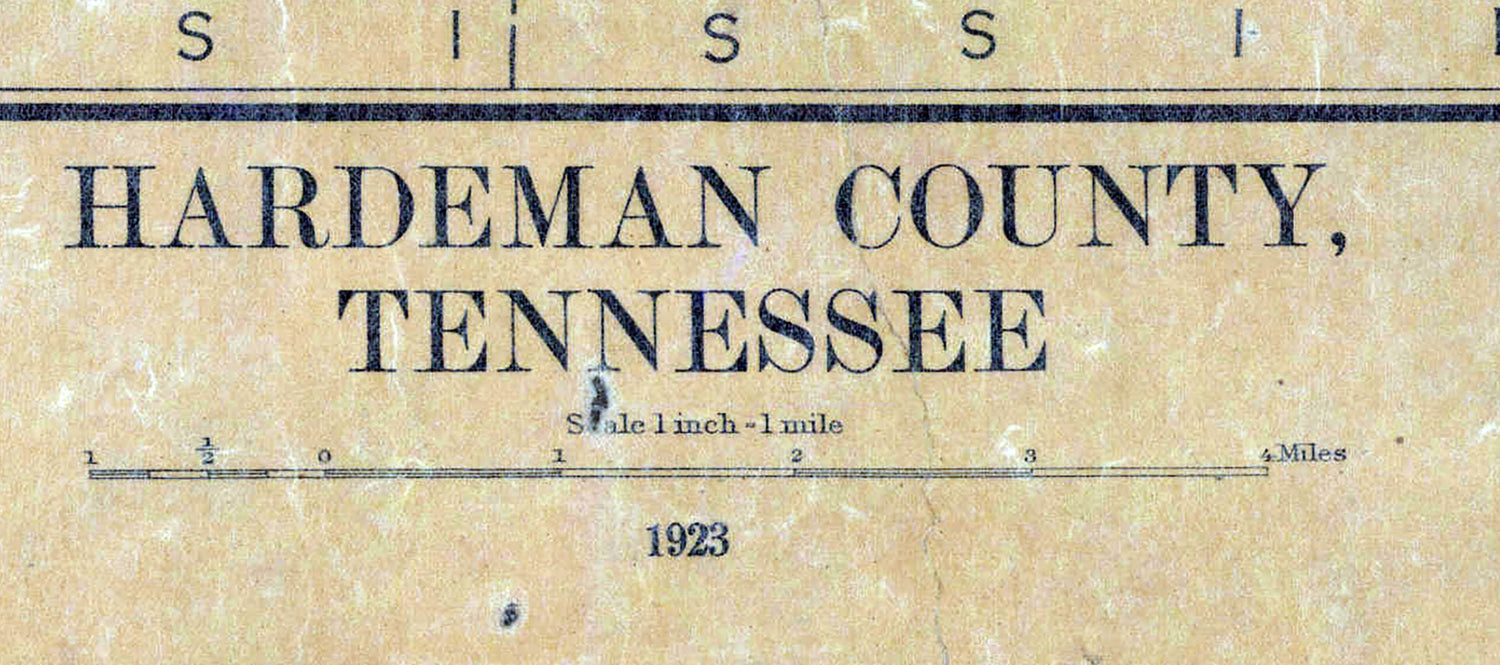 S I S S I
HARDEMAN COUNTY,
TENNESSEE
Scale 1 inch - 1 mile
1 1/2 0 1 2 3 4 Miles
1923